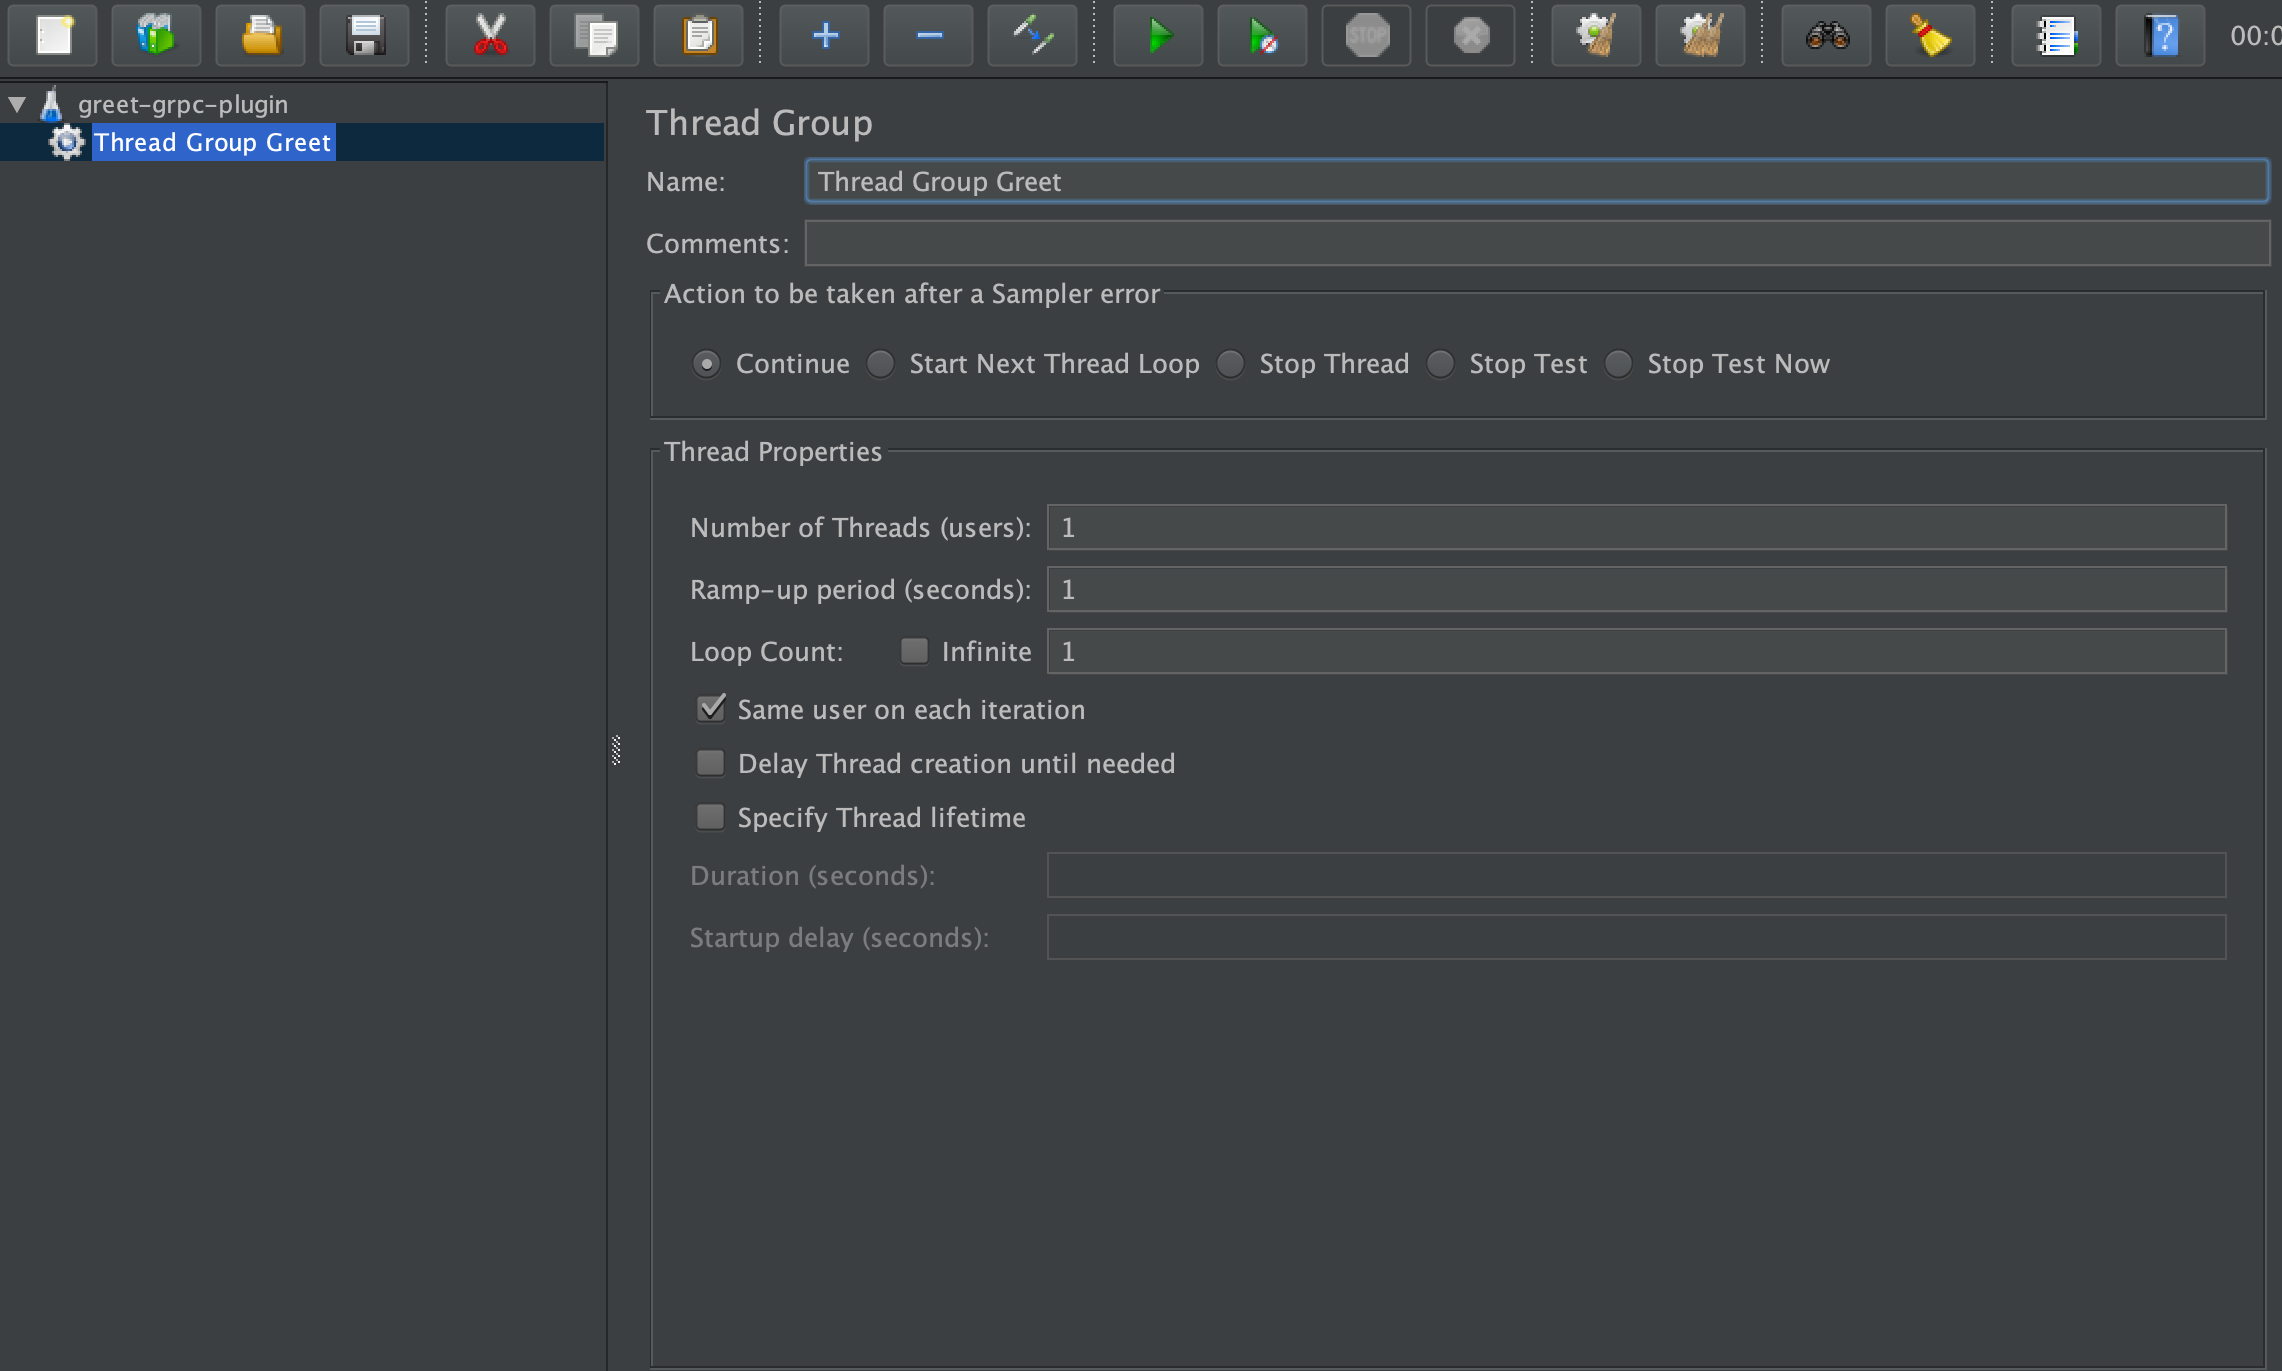 STOP
?
00:0
greet-grpc-plugin
Thread Group Greet
Thread Group
Name: Thread Group Greet
Comments:
Action to be taken after a Sampler error
Continue Start Next Thread Loop Stop Thread Stop Test Stop Test Now
Thread Properties
Number of Threads (users): 1
Ramp-up period (seconds): 1
Loop Count: Infinite 1
Same user on each iteration
Delay Thread creation until needed
Specify Thread lifetime
Duration (seconds):
Startup delay (seconds):